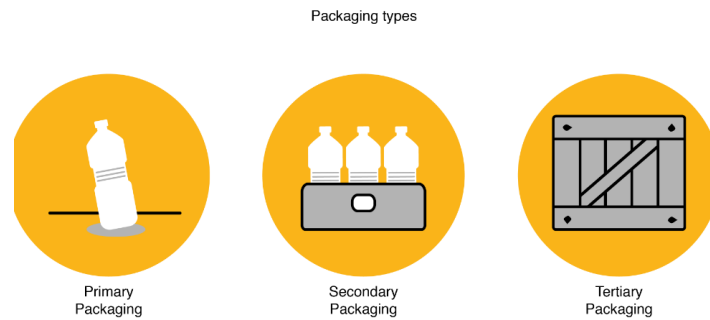 Packaging types
Primary
Packaging
Secondary
Packaging
Tertiary
Packaging